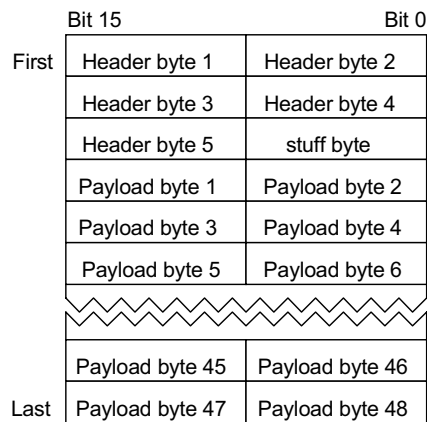 Bit 15 Bit 0
First Header byte 1 Header byte 2
Header byte 3 Header byte 4
Header byte 5 stuff byte
Payload byte 1 Payload byte 2
Payload byte 3 Payload byte 4
Payload byte 5 Payload byte 6
Payload byte 45 Payload byte 46
Last Payload byte 47 Payload byte 48